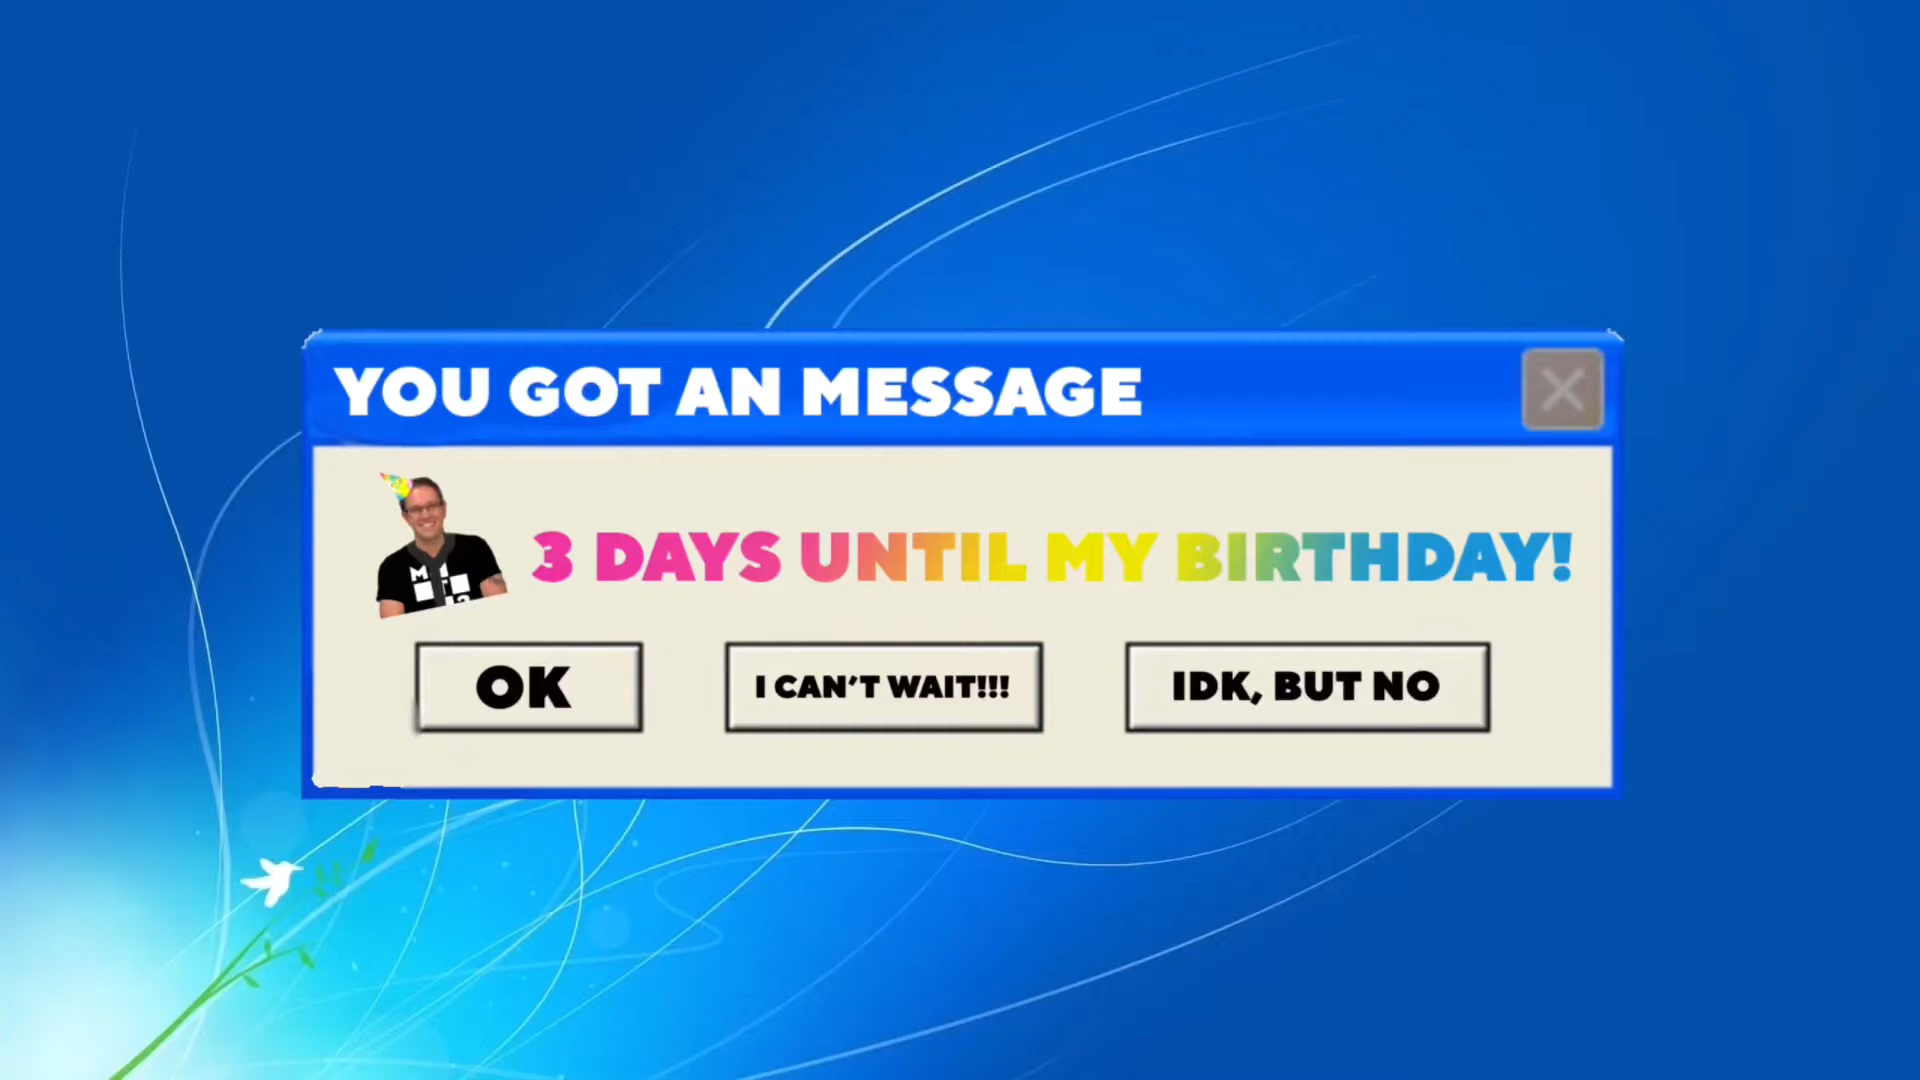 YOU GOT AN MESSAGE
3 DAYS UNTIL MY BIRTHDAY!
OK
I CAN'T WAIT!!!
IDK, BUT NO